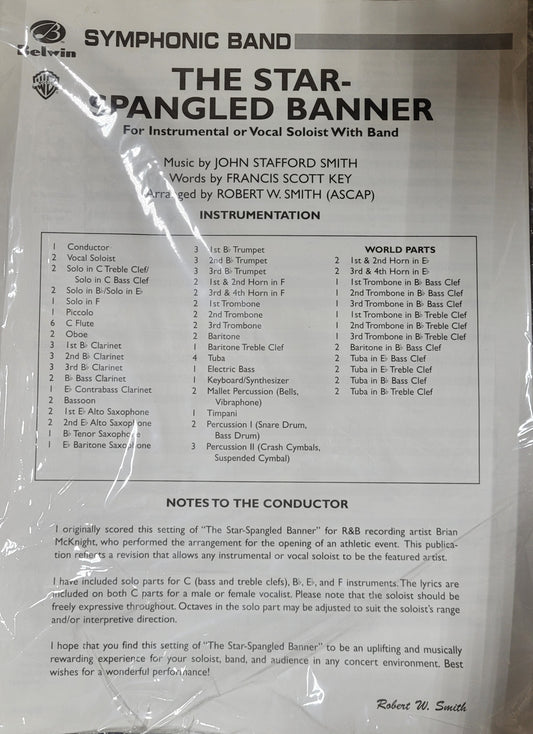 Belwin
SYMPHONIC BAND
WB
THE STAR-
SPANGLED BANNER
For Instrumental or Vocal Soloist With Band
Music by JOHN STAFFORD SMITH
Words by FRANCIS SCOTT KEY
Arranged by ROBERT W. SMITH (ASCAP)
INSTRUMENTATION
1 Conductor
2 Vocal Soloist
2 Solo in C Treble Clef/
Solo in C Bass Clef
2 Solo in B♭/Solo in E♭
1 Solo in F
1 Piccolo
6 C Flute
2 Oboe
3 1st B♭ Clarinet
3 2nd B♭ Clarinet
3 3rd B♭ Clarinet
2 B♭ Bass Clarinet
1 E♭ Contrabass Clarinet
2 Bassoon
2 1st E♭ Alto Saxophone
2 2nd E♭ Alto Saxophone
1 B♭ Tenor Saxophone
1 E♭ Baritone Saxophone
3 1st B♭ Trumpet
3 2nd B♭ Trumpet
3 3rd B♭ Trumpet
2 1st & 2nd Horn in F
2 3rd & 4th Horn in F
2 1st Trombone
2 2nd Trombone
2 3rd Trombone
2 Baritone
1 Baritone Treble Clef
4 Tuba
1 Electric Bass
1 Keyboard/Synthesizer
2 Mallet Percussion (Bells,
Vibraphone)
1 Timpani
2 Percussion I (Snare Drum,
Bass Drum)
3 Percussion II (Crash Cymbals,
Suspended Cymbal)
WORLD PARTS
2 1st & 2nd Horn in E♭
2 3rd & 4th Horn in E♭
1 1st Trombone in B♭ Bass Clef
1 2nd Trombone in B♭ Bass Clef
1 3rd Trombone in B♭ Bass Clef
1 1st Trombone in B♭ Treble Clef
1 2nd Trombone in B♭ Treble Clef
1 3rd Trombone in B♭ Treble Clef
2 Baritone in B♭ Bass Clef
2 Tuba in E♭ Bass Clef
2 Tuba in E♭ Treble Clef
2 Tuba in B♭ Bass Clef
2 Tuba in B♭ Treble Clef
NOTES TO THE CONDUCTOR
I originally scored this setting of "The Star-Spangled Banner" for R&B recording artist Brian
McKnight, who performed the arrangement for the opening of an athletic event. This publica-
tion reflects a revision that allows any instrumental or vocal soloist to be the featured artist.
I have included solo parts for C (bass and treble clefs), B♭, E♭, and F instruments. The lyrics are
included on both C parts for a male or female vocalist. Please note that the soloist should be
freely expressive throughout. Octaves in the solo part may be adjusted to suit the soloist's range
and/or interpretive direction.
I hope that you find this setting of "The Star-Spangled Banner" to be an uplifting and musically
rewarding experience for your soloist, band, and audience in any concert environment. Best
wishes for a wonderful performance!
Robert W. Smith